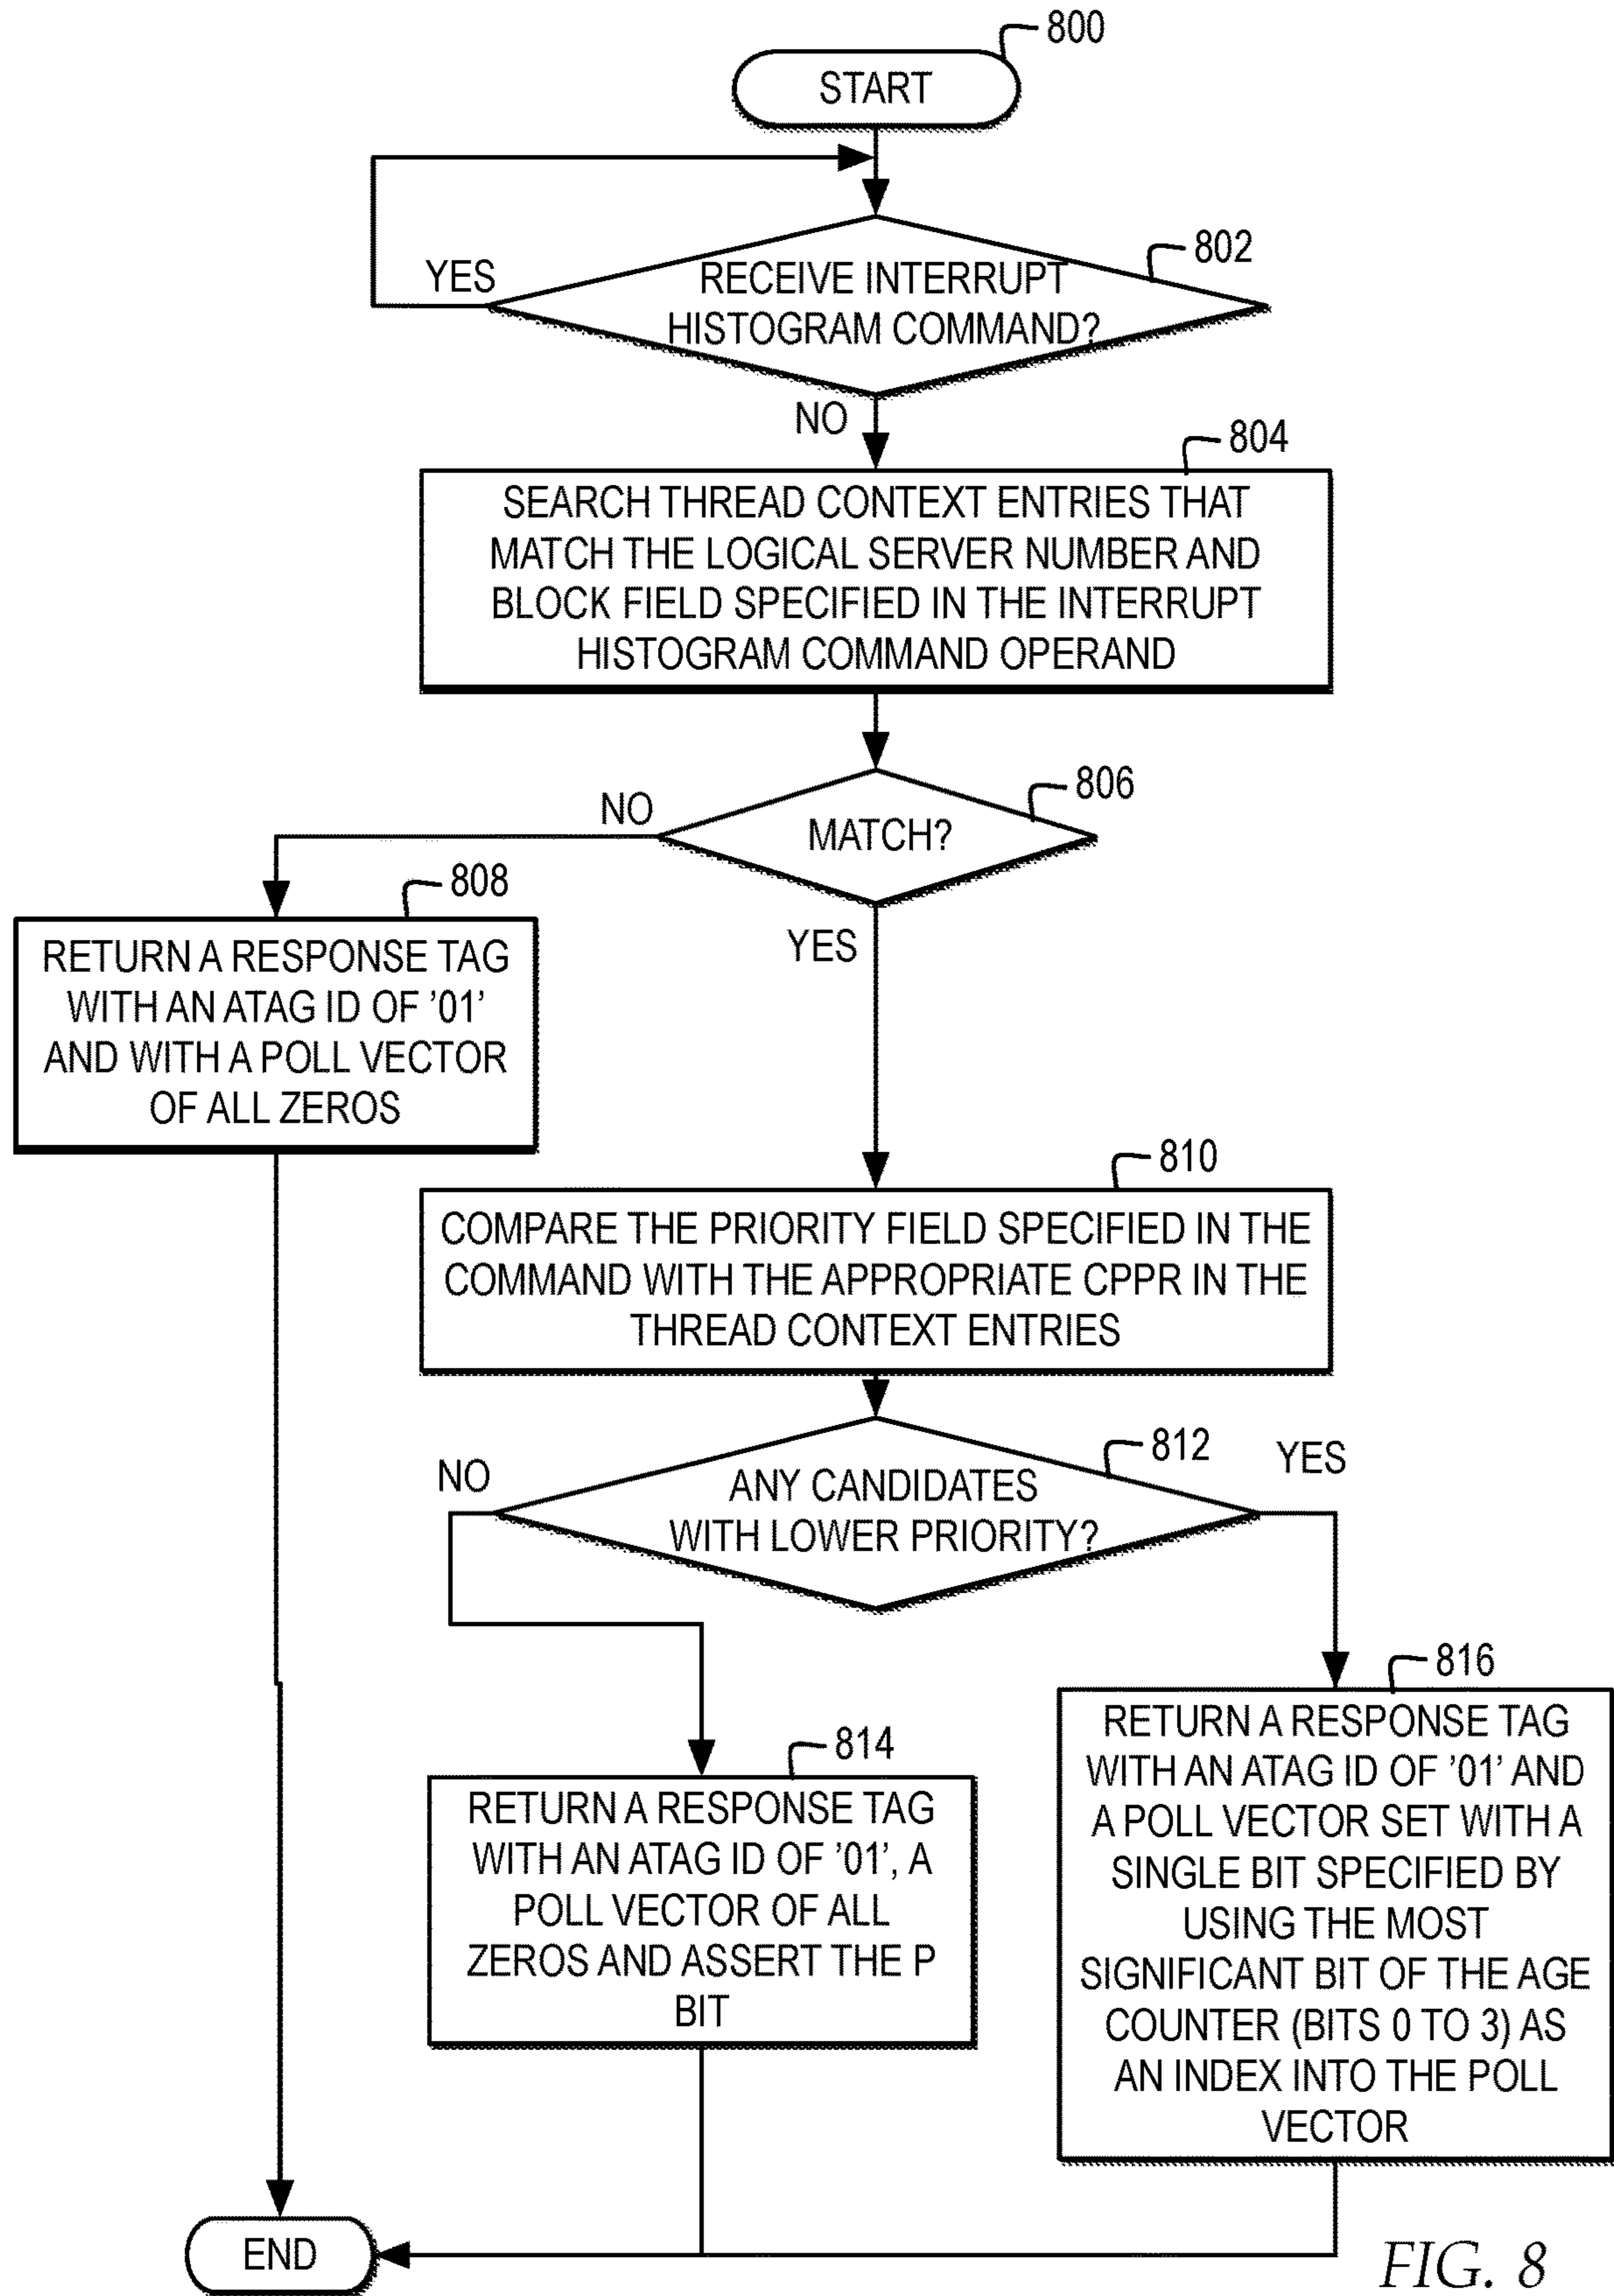 800
START
802
RECEIVE INTERRUPT
HISTOGRAM COMMAND?
YES
NO
804
SEARCH THREAD CONTEXT ENTRIES THAT
MATCH THE LOGICAL SERVER NUMBER AND
BLOCK FIELD SPECIFIED IN THE INTERRUPT
HISTOGRAM COMMAND OPERAND
806
MATCH?
NO
YES
808
RETURN A RESPONSE TAG
WITH AN ATAG ID OF '01'
AND WITH A POLL VECTOR
OF ALL ZEROS
810
COMPARE THE PRIORITY FIELD SPECIFIED IN THE
COMMAND WITH THE APPROPRIATE CPPR IN THE
THREAD CONTEXT ENTRIES
812
ANY CANDIDATES
WITH LOWER PRIORITY?
NO
YES
814
RETURN A RESPONSE TAG
WITH AN ATAG ID OF '01', A
POLL VECTOR OF ALL
ZEROS AND ASSERT THE P
BIT
816
RETURN A RESPONSE TAG
WITH AN ATAG ID OF '01' AND
A POLL VECTOR SET WITH A
SINGLE BIT SPECIFIED BY
USING THE MOST
SIGNIFICANT BIT OF THE AGE
COUNTER (BITS 0 TO 3) AS
AN INDEX INTO THE POLL
VECTOR
END
FIG. 8